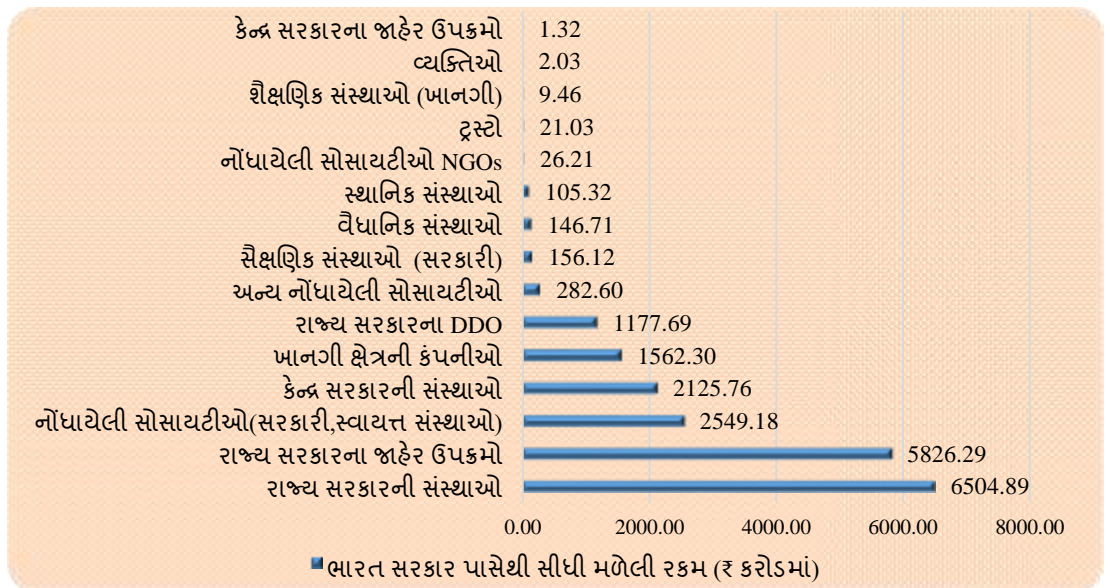 કેન્દ્ર સરકારના જાહેર ઉપક્રમો 1.32
વ્યક્તિઓ 2.03
શૈક્ષણિક સંસ્થાઓ (ખાનગી) 9.46
ટ્રસ્ટો 21.03
નોંધાયેલી સોસાયટીઓ NGOs 26.21
સ્થાનિક સંસ્થાઓ 105.32
વૈધાનિક સંસ્થાઓ 146.71
સૈક્ષણિક સંસ્થાઓ (સરકારી) 156.12
અન્ય નોંધાયેલી સોસાયટીઓ 282.60
રાજ્ય સરકારના DDO 1177.69
ખાનગી ક્ષેત્રની કંપનીઓ 1562.30
કેન્દ્ર સરકારની સંસ્થાઓ 2125.76
નોંધાયેલી સોસાયટીઓ(સરકારી,સ્વાયત્ત સંસ્થાઓ) 2549.18
રાજ્ય સરકારના જાહેર ઉપક્રમો 5826.29
રાજ્ય સરકારની સંસ્થાઓ 6504.89
0.00 2000.00 4000.00 6000.00 8000.00
ભારત સરકાર પાસેથી સીધી મળેલી રકમ (₹ કરોડમાં)